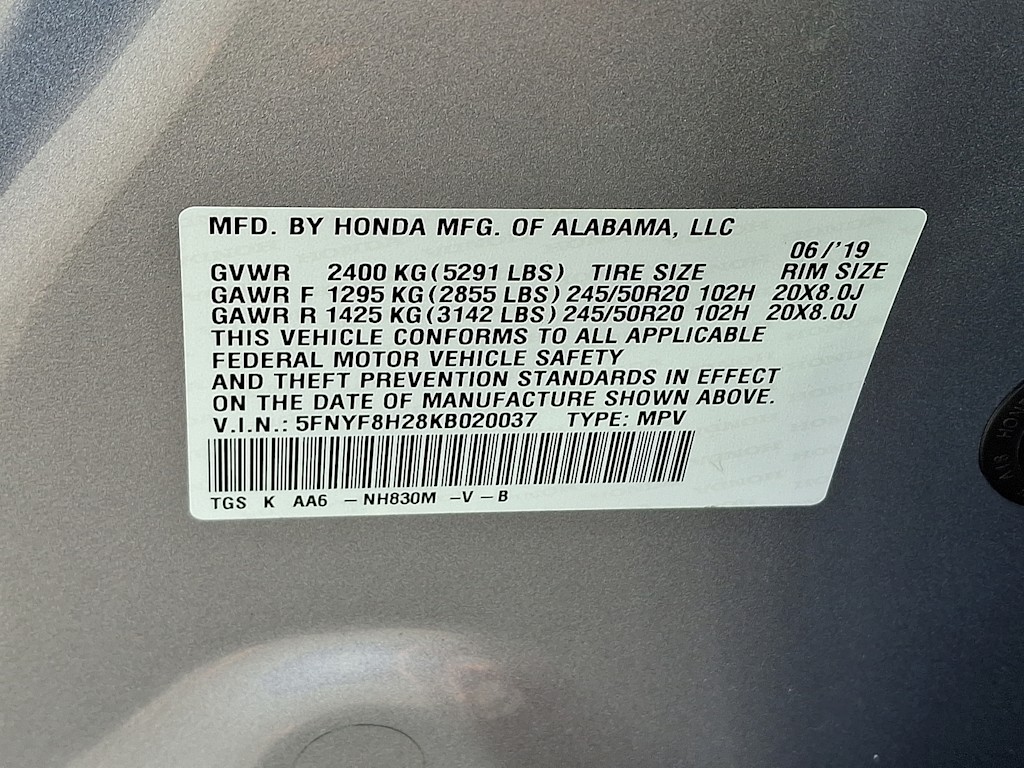 MFD. BY HONDA MFG. OF ALABAMA, LLC
06/'19
GVWR 2400 KG (5291 LBS) TIRE SIZE RIM SIZE
GAWR F 1295 KG (2855 LBS) 245/50R20 102H 20X8.0J
GAWR R 1425 KG (3142 LBS) 245/50R20 102H 20X8.0J
THIS VEHICLE CONFORMS TO ALL APPLICABLE
FEDERAL MOTOR VEHICLE SAFETY
AND THEFT PREVENTION STANDARDS IN EFFECT
ON THE DATE OF MANUFACTURE SHOWN ABOVE.
V.I.N.: 5FNYF8H28KB020037 TYPE: MPV
TGS K AA6 – NH830M – V – B